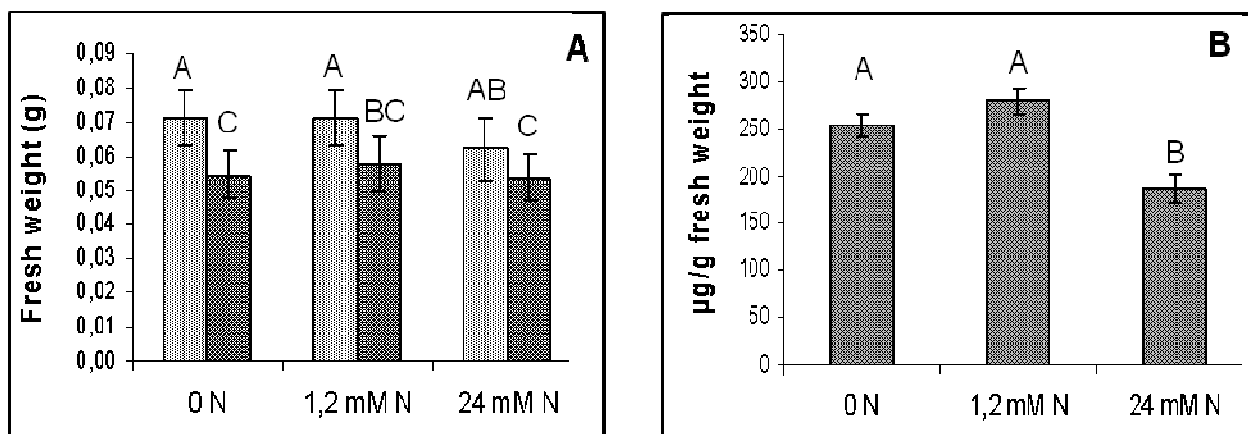 A
Fresh weight (g)
0,09
0,08
0,07
0,06
0,05
0,04
0,03
0,02
0,01
0,00
A
C
A
BC
AB
C
0 N
1,2 mM N
24 mM N
B
µg/g fresh weight
350
300
250
200
150
100
50
0
A
A
B
0 N
1,2 mM N
24 mM N